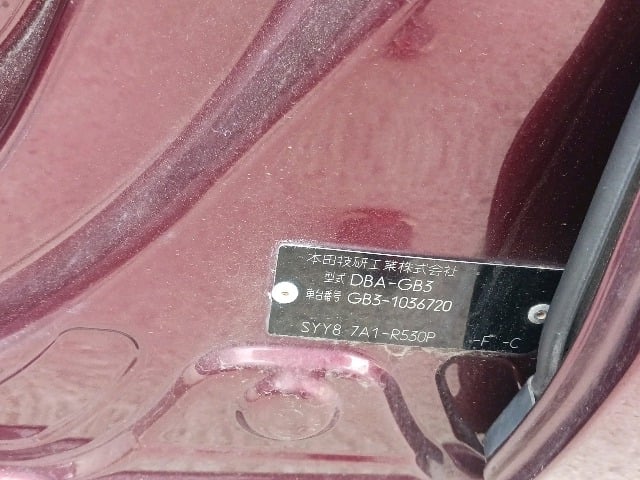 本田技研工業株式会社
型式 DBA-GB3
車台番号 GB3-1036720
SYY8 7A1-R530P -F -C